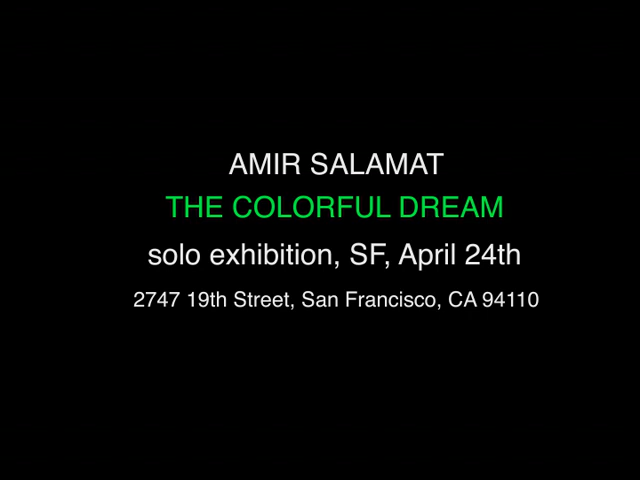 AMIR SALAMAT
THE COLORFUL DREAM
solo exhibition, SF, April 24th
2747 19th Street, San Francisco, CA 94110